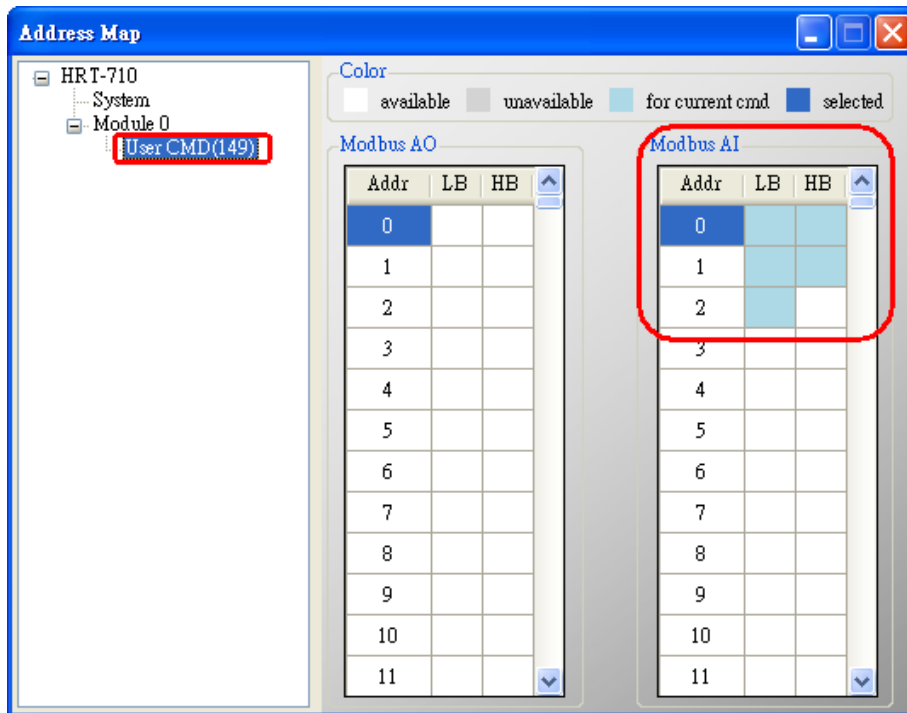 Address Map
HRT-710
System
Module 0
User CMD(149)
Color
available unavailable for current cmd selected
Modbus AO
Addr LB HB
0
1
2
3
4
5
6
7
8
9
10
11
Modbus AI
Addr LB HB
0
1
2
3
4
5
6
7
8
9
10
11